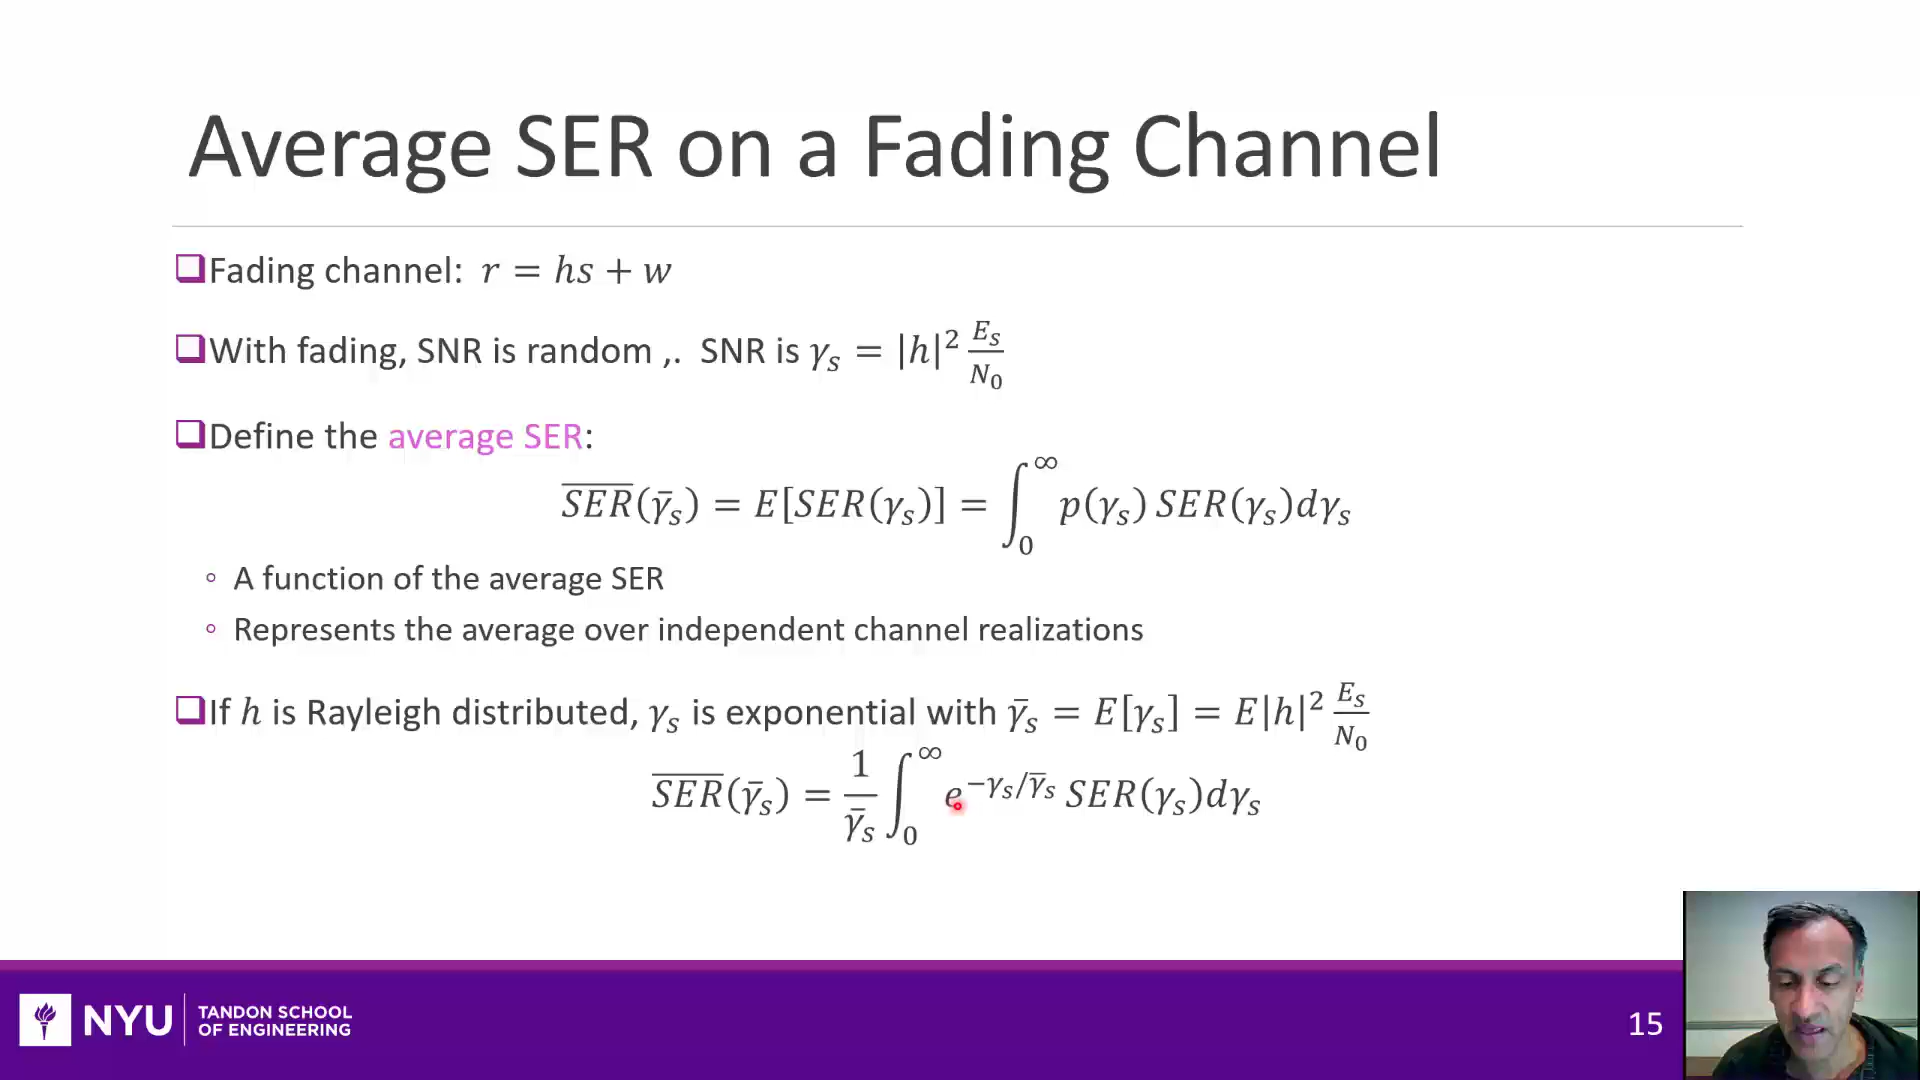 Average SER on a Fading Channel
❑Fading channel: r = hs + w
❑With fading, SNR is random ,. SNR is γ_s = |h|² E_s/N_0
❑Define the average SER:
\overline{SER}(γ̄_s) = E[SER(γ_s)] = ∫_0^∞ p(γ_s) SER(γ_s)dγ_s
◦ A function of the average SER
◦ Represents the average over independent channel realizations
❑If h is Rayleigh distributed, γ_s is exponential with γ̄_s = E[γ_s] = E|h|² E_s/N_0
\overline{SER}(γ̄_s) = 1/γ̄_s ∫_0^∞ e^{−γ_s/γ̄_s} SER(γ_s)dγ_s
NYU
TANDON SCHOOL
OF ENGINEERING
15